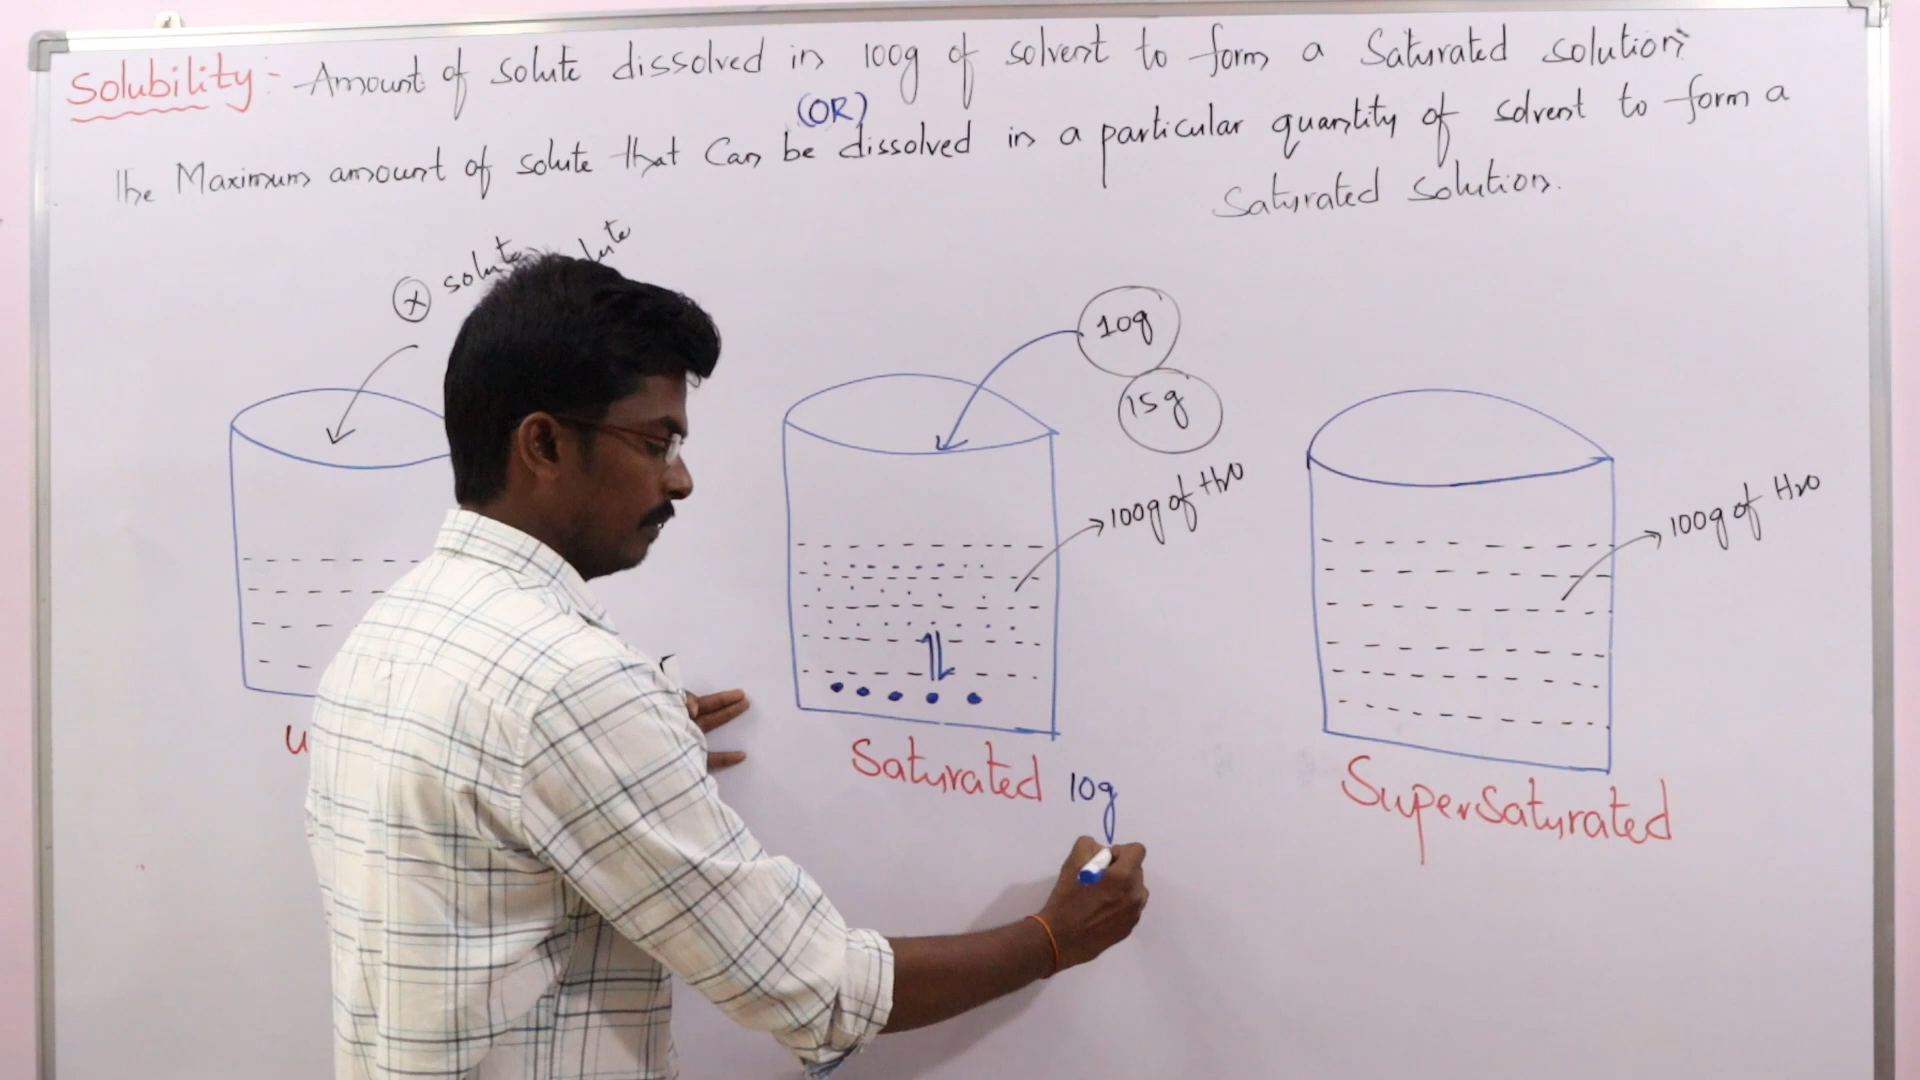 Solubility:- Amount of solute dissolved in 100g of solvent to form a Saturated solution
(OR)
The Maximum amount of solute that Can be dissolved in a particular quantity of solvent to form a
Saturated solution.
x solute
10g
15g
100g of H2O
100g of H2O
Saturated 10g
Supersaturated